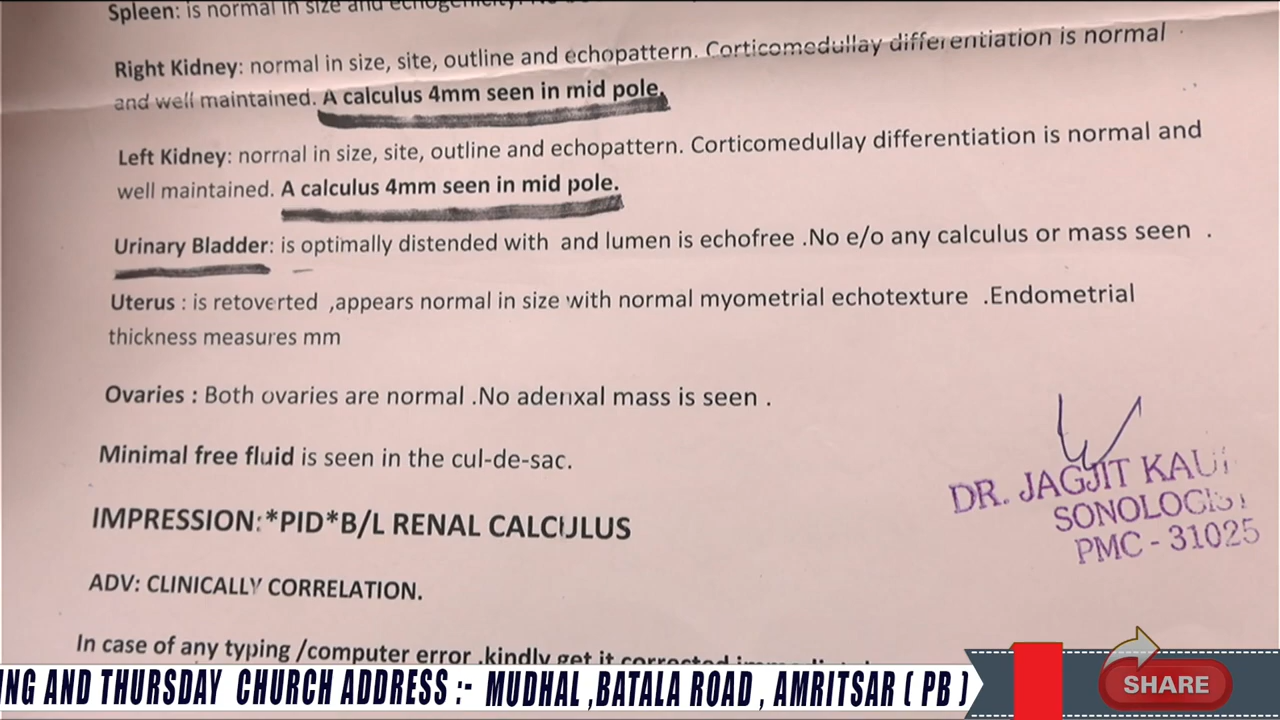 Spleen: is normal in size and echogenicity. No
Right Kidney: normal in size, site, outline and echopattern. Corticomedullay differentiation is normal
and well maintained. A calculus 4mm seen in mid pole.
Left Kidney: normal in size, site, outline and echopattern. Corticomedullay differentiation is normal and
well maintained. A calculus 4mm seen in mid pole.
Urinary Bladder: is optimally distended with and lumen is echofree .No e/o any calculus or mass seen .
Uterus : is retoverted ,appears normal in size with normal myometrial echotexture .Endometrial
thickness measures mm
Ovaries : Both ovaries are normal .No adenxal mass is seen .
Minimal free fluid is seen in the cul-de-sac.
IMPRESSION:*PID*B/L RENAL CALCULUS
ADV: CLINICALLY CORRELATION.
DR. JAGJIT KAUR
SONOLOGIST
PMC - 31025
In case of any typing /computer error ,kindly get it corrected
ING AND THURSDAY CHURCH ADDRESS :- MUDHAL ,BATALA ROAD , AMRITSAR ( PB )
SHARE